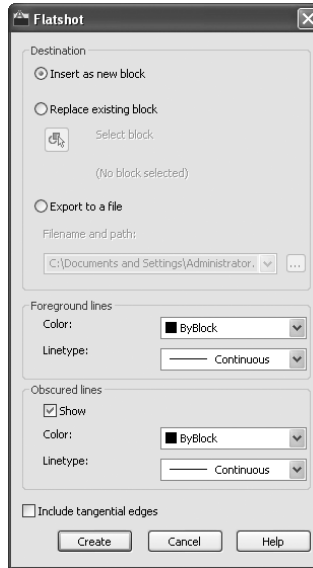 Flatshot
Destination
Insert as new block
Replace existing block
Select block
(No block selected)
Export to a file
Filename and path:
C:\Documents and Settings\Administrator.
...
Foreground lines
Color:
ByBlock
Linetype:
Continuous
Obscured lines
Show
Color:
ByBlock
Linetype:
Continuous
Include tangential edges
Create
Cancel
Help